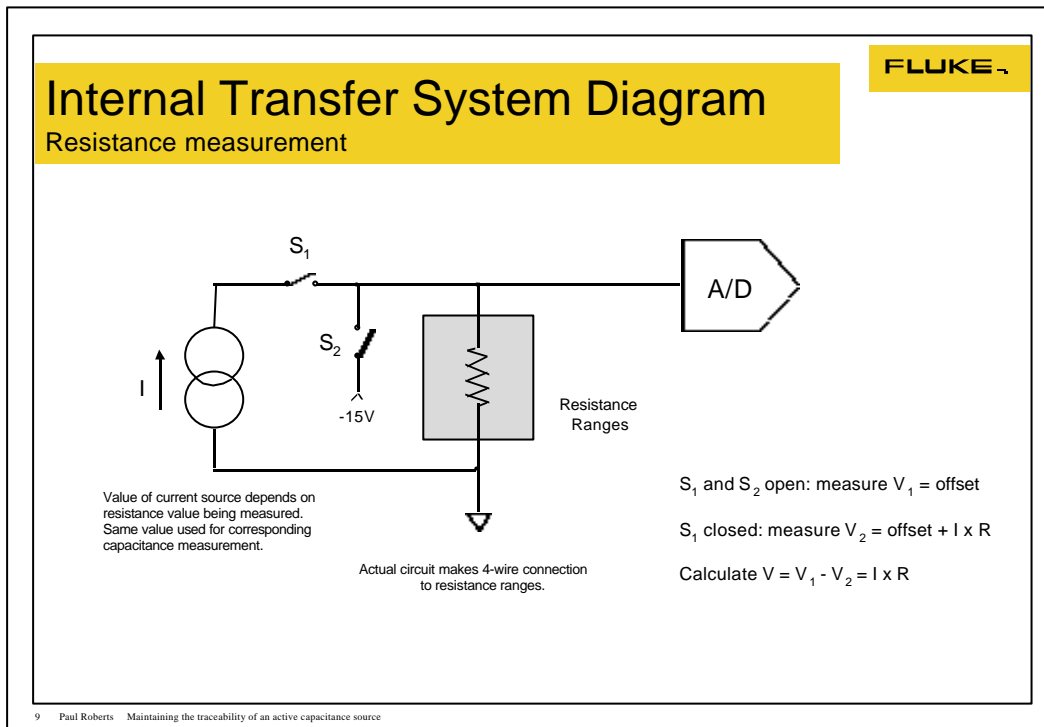 FLUKE
Internal Transfer System Diagram
Resistance measurement
S1
S2
I
-15V
A/D
Resistance
Ranges
Value of current source depends on
resistance value being measured.
Same value used for corresponding
capacitance measurement.
Actual circuit makes 4-wire connection
to resistance ranges.
S1 and S2 open: measure V1 = offset
S1 closed: measure V2 = offset + I x R
Calculate V = V1 - V2 = I x R
9 Paul Roberts Maintaining the traceability of an active capacitance source